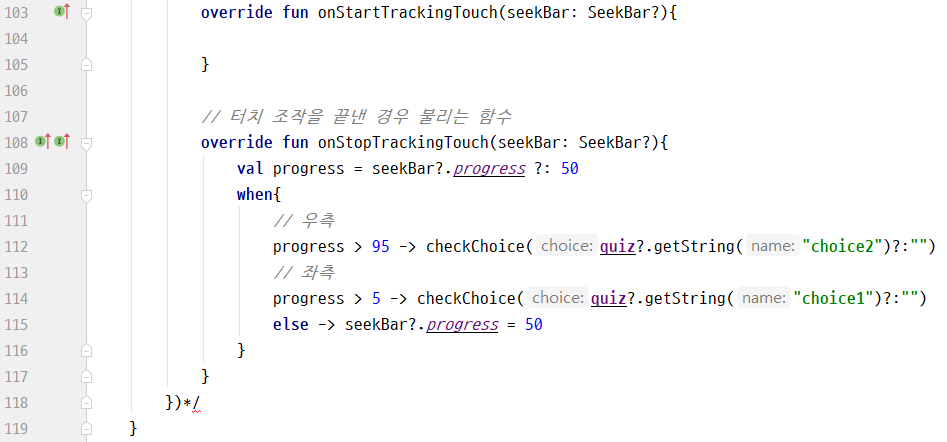 103 override fun onStartTrackingTouch(seekBar: SeekBar?){
104
105 }
106
107 // 터치 조작을 끝낸 경우 불리는 함수
108 override fun onStopTrackingTouch(seekBar: SeekBar?){
109 val progress = seekBar?.progress ?: 50
110 when{
111 // 우측
112 progress > 95 -> checkChoice( choice: quiz?.getString( name: "choice2")?:"")
113 // 좌측
114 progress > 5 -> checkChoice( choice: quiz?.getString( name: "choice1")?:"")
115 else -> seekBar?.progress = 50
116 }
117 }
118 })*/
119 }